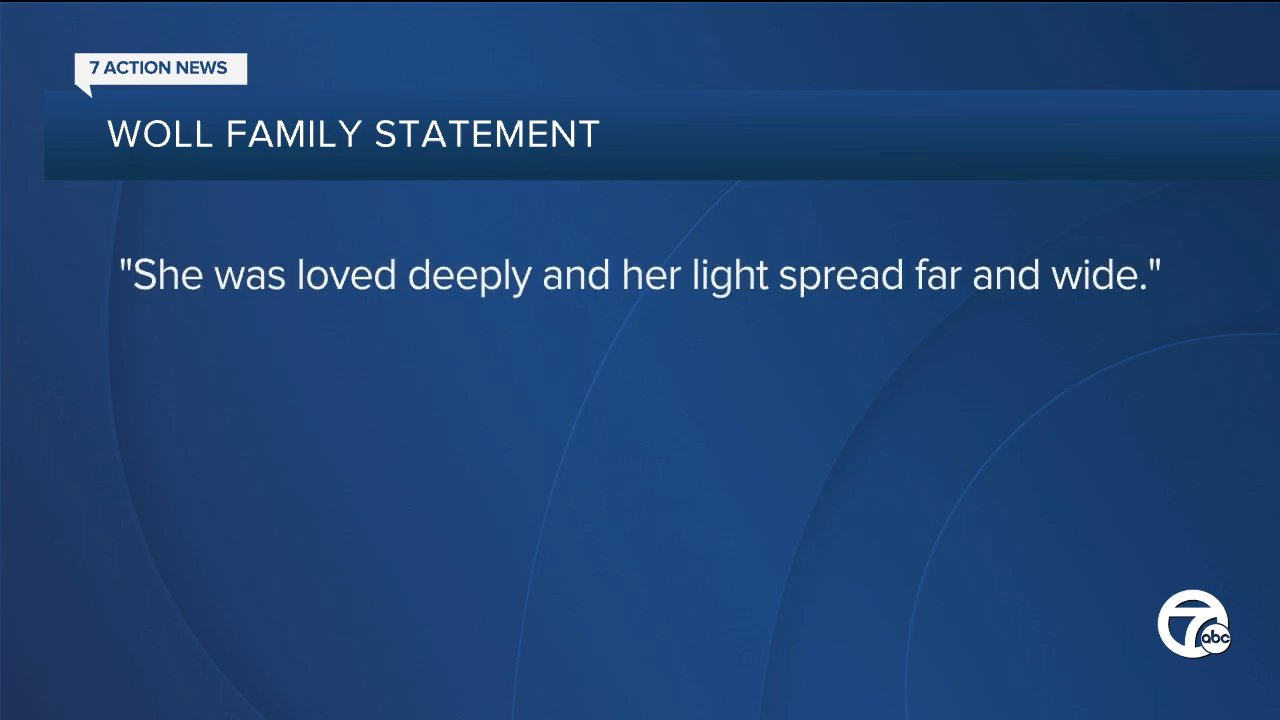 7 ACTION NEWS
WOLL FAMILY STATEMENT
"She was loved deeply and her light spread far and wide."
7
abc